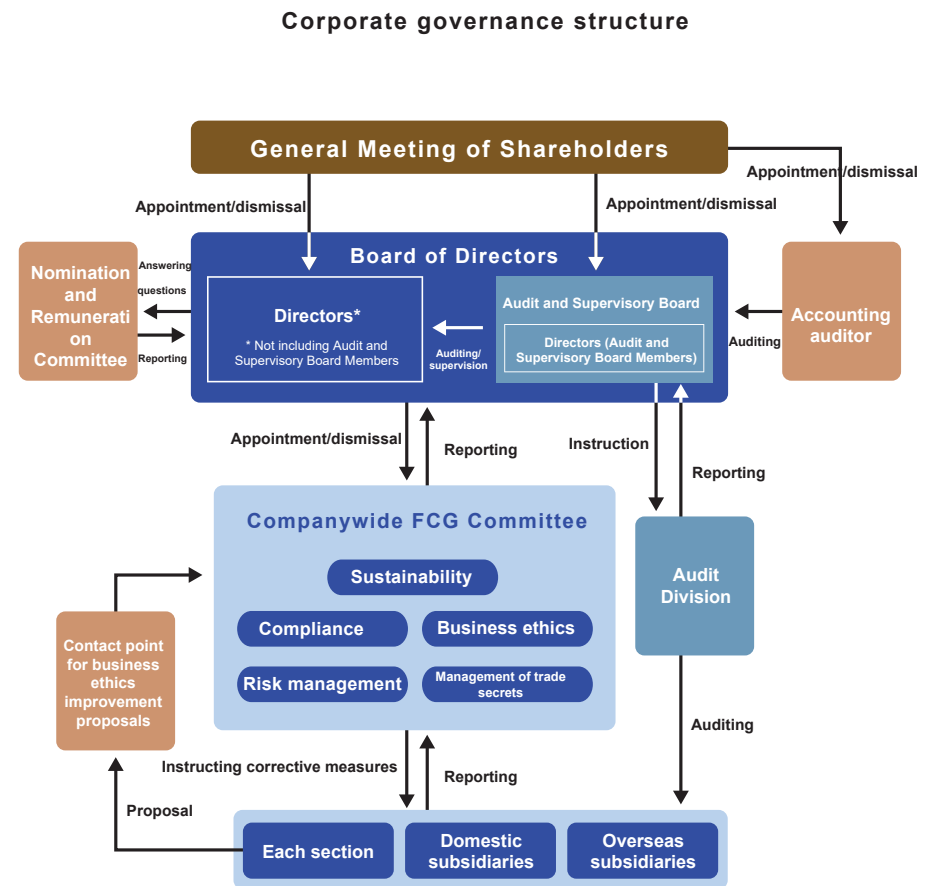 Corporate governance structure
General Meeting of Shareholders
Appointment/dismissal
Appointment/dismissal
Appointment/dismissal
Board of Directors
Nomination
and
Remunerati
on
Committee
Answering
questions
Reporting
Directors*
* Not including Audit and
Supervisory Board Members
Auditing/
supervision
Audit and Supervisory Board
Directors (Audit and
Supervisory Board Members)
Auditing
Accounting
auditor
Appointment/dismissal
Reporting
Instruction
Reporting
Companywide FCG Committee
Sustainability
Compliance
Business ethics
Risk management
Management of trade
secrets
Audit
Division
Contact point
for business
ethics
improvement
proposals
Auditing
Instructing corrective measures
Reporting
Proposal
Each section
Domestic
subsidiaries
Overseas
subsidiaries